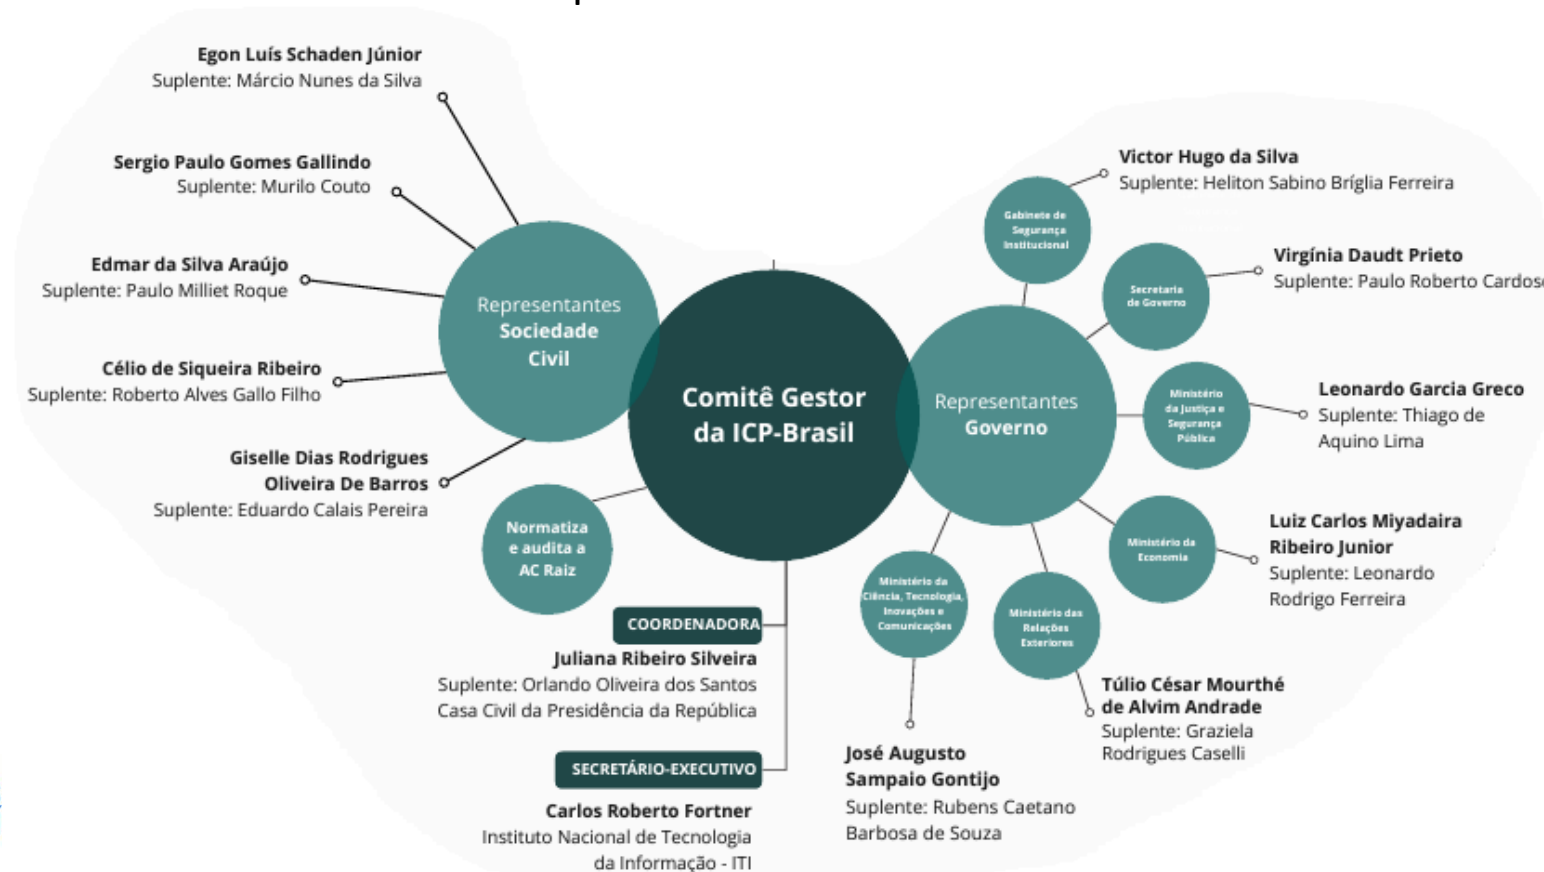 Egon Luís Schaden Júnior
Suplente: Márcio Nunes da Silva
Sergio Paulo Gomes Gallindo
Suplente: Murilo Couto
Edmar da Silva Araújo
Suplente: Paulo Milliet Roque
Célio de Siqueira Ribeiro
Suplente: Roberto Alves Gallo Filho
Giselle Dias Rodrigues
Oliveira De Barros
Suplente: Eduardo Calais Pereira
Representantes
Sociedade
Civil
Normatiza
e audita a
AC Raiz
Comitê Gestor
da ICP-Brasil
COORDENADORA
Juliana Ribeiro Silveira
Suplente: Orlando Oliveira dos Santos
Casa Civil da Presidência da República
SECRETÁRIO-EXECUTIVO
Carlos Roberto Fortner
Instituto Nacional de Tecnologia
da Informação - ITI
Representantes
Governo
Gabinete de
Segurança
Institucional
Victor Hugo da Silva
Suplente: Heliton Sabino Bríglia Ferreira
Secretaria
de Governo
Virgínia Daudt Prieto
Suplente: Paulo Roberto
Ministério
da Justiça e
Segurança
Pública
Leonardo Garcia Greco
Suplente: Thiago de
Aquino Lima
Ministério da
Economia
Luiz Carlos Miyadaira
Ribeiro Junior
Suplente: Leonardo
Rodrigo Ferreira
Ministério das
Relações
Exteriores
Túlio César Mourthé
de Alvim Andrade
Suplente: Graziela
Rodrigues Caselli
Ministério da
Ciência, Tecnologia,
Inovações e
Comunicações
José Augusto
Sampaio Gontijo
Suplente: Rubens Caetano
Barbosa de Souza